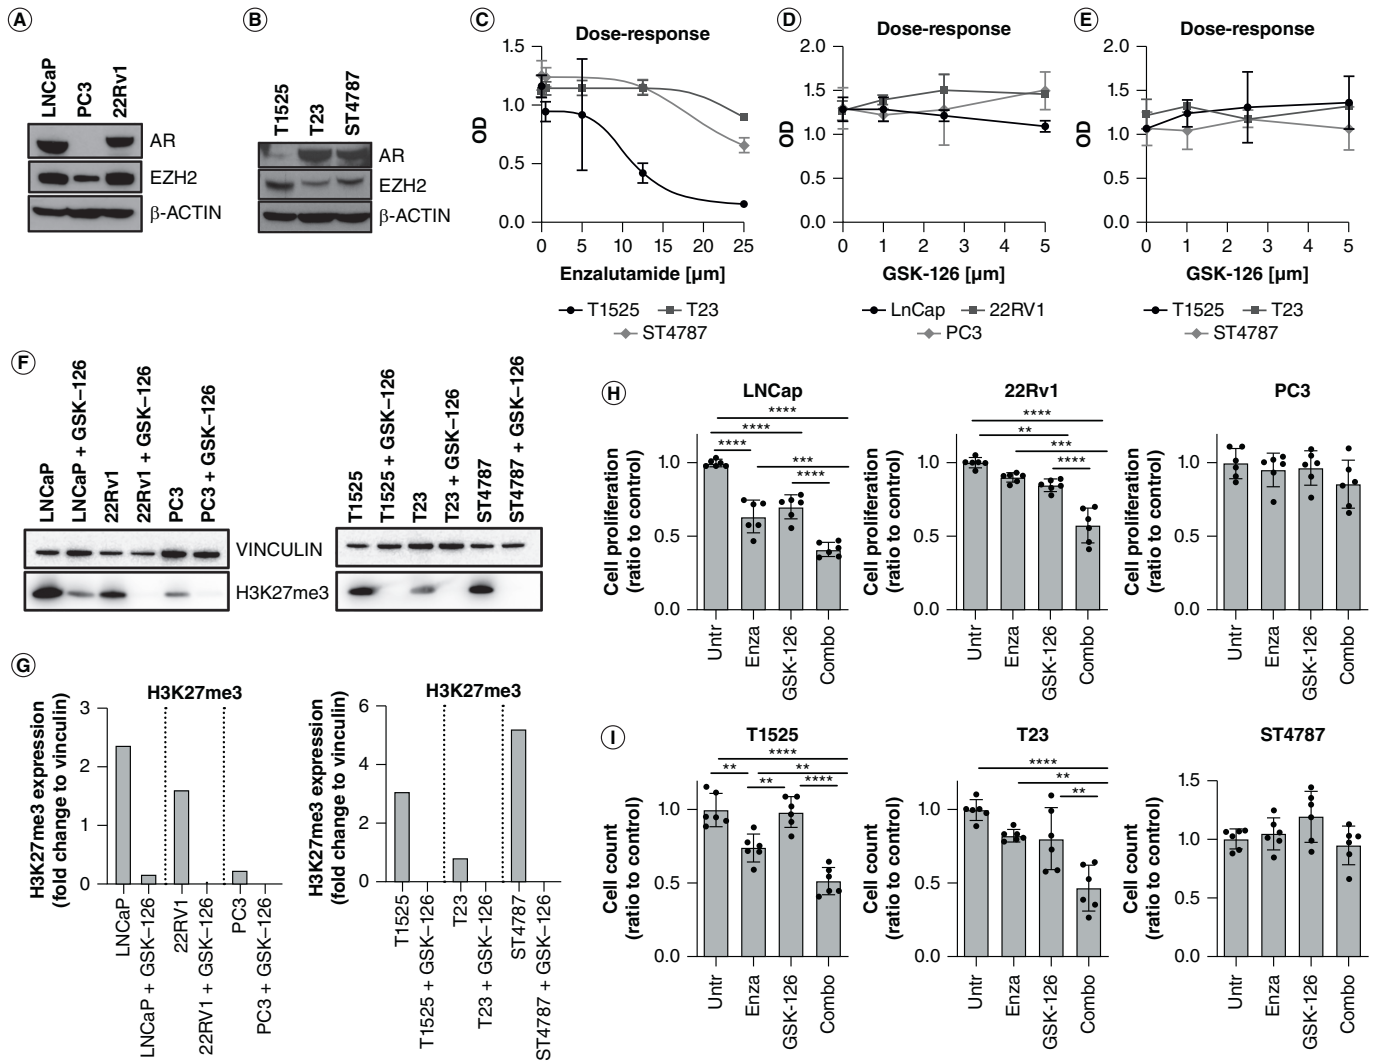 A
LNCaP
PC3
22Rv1
AR
EZH2
β-ACTIN
B
T1525
T23
ST4787
AR
EZH2
β-ACTIN
C
Dose-response
OD
1.5
1.0
0.5
0.0
0 5 10 15 20 25
Enzalutamide [µm]
T1525 T23
ST4787
D
Dose-response
OD
2.0
1.5
1.0
0.5
0.0
0 1 2 3 4 5
GSK-126 [µm]
LnCap 22RV1
PC3
E
Dose-response
OD
2.0
1.5
1.0
0.5
0.0
0 1 2 3 4 5
GSK-126 [µm]
T1525 T23
ST4787
F
LNCaP
LNCaP + GSK–126
22Rv1
22Rv1 + GSK–126
PC3
PC3 + GSK–126
VINCULIN
H3K27me3
T1525
T1525 + GSK–126
T23
T23 + GSK–126
ST4787
ST4787 + GSK–126
G
H3K27me3
H3K27me3 expression
(fold change to vinculin)
3
2
1
0
LNCaP
LNCaP + GSK–126
22RV1
22RV1 + GSK–126
PC3
PC3 + GSK–126
H3K27me3
H3K27me3 expression
(fold change to vinculin)
6
4
2
0
T1525
T1525 + GSK–126
T23
T23 + GSK–126
ST4787
ST4787 + GSK–126
H
LNCap
****
****
****
***
****
Cell proliferation
(ratio to control)
1.0
0.5
0.0
Untr
Enza
GSK-126
Combo
22Rv1
****
**
***
****
Cell proliferation
(ratio to control)
1.0
0.5
0.0
Untr
Enza
GSK-126
Combo
PC3
Cell proliferation
(ratio to control)
1.0
0.5
0.0
Untr
Enza
GSK-126
Combo
I
T1525
****
** **
** ****
Cell count
(ratio to control)
1.0
0.5
0.0
Untr
Enza
GSK-126
Combo
T23
****
**
**
Cell count
(ratio to control)
1.0
0.5
0.0
Untr
Enza
GSK-126
Combo
ST4787
Cell count
(ratio to control)
1.5
1.0
0.5
0.0
Untr
Enza
GSK-126
Combo